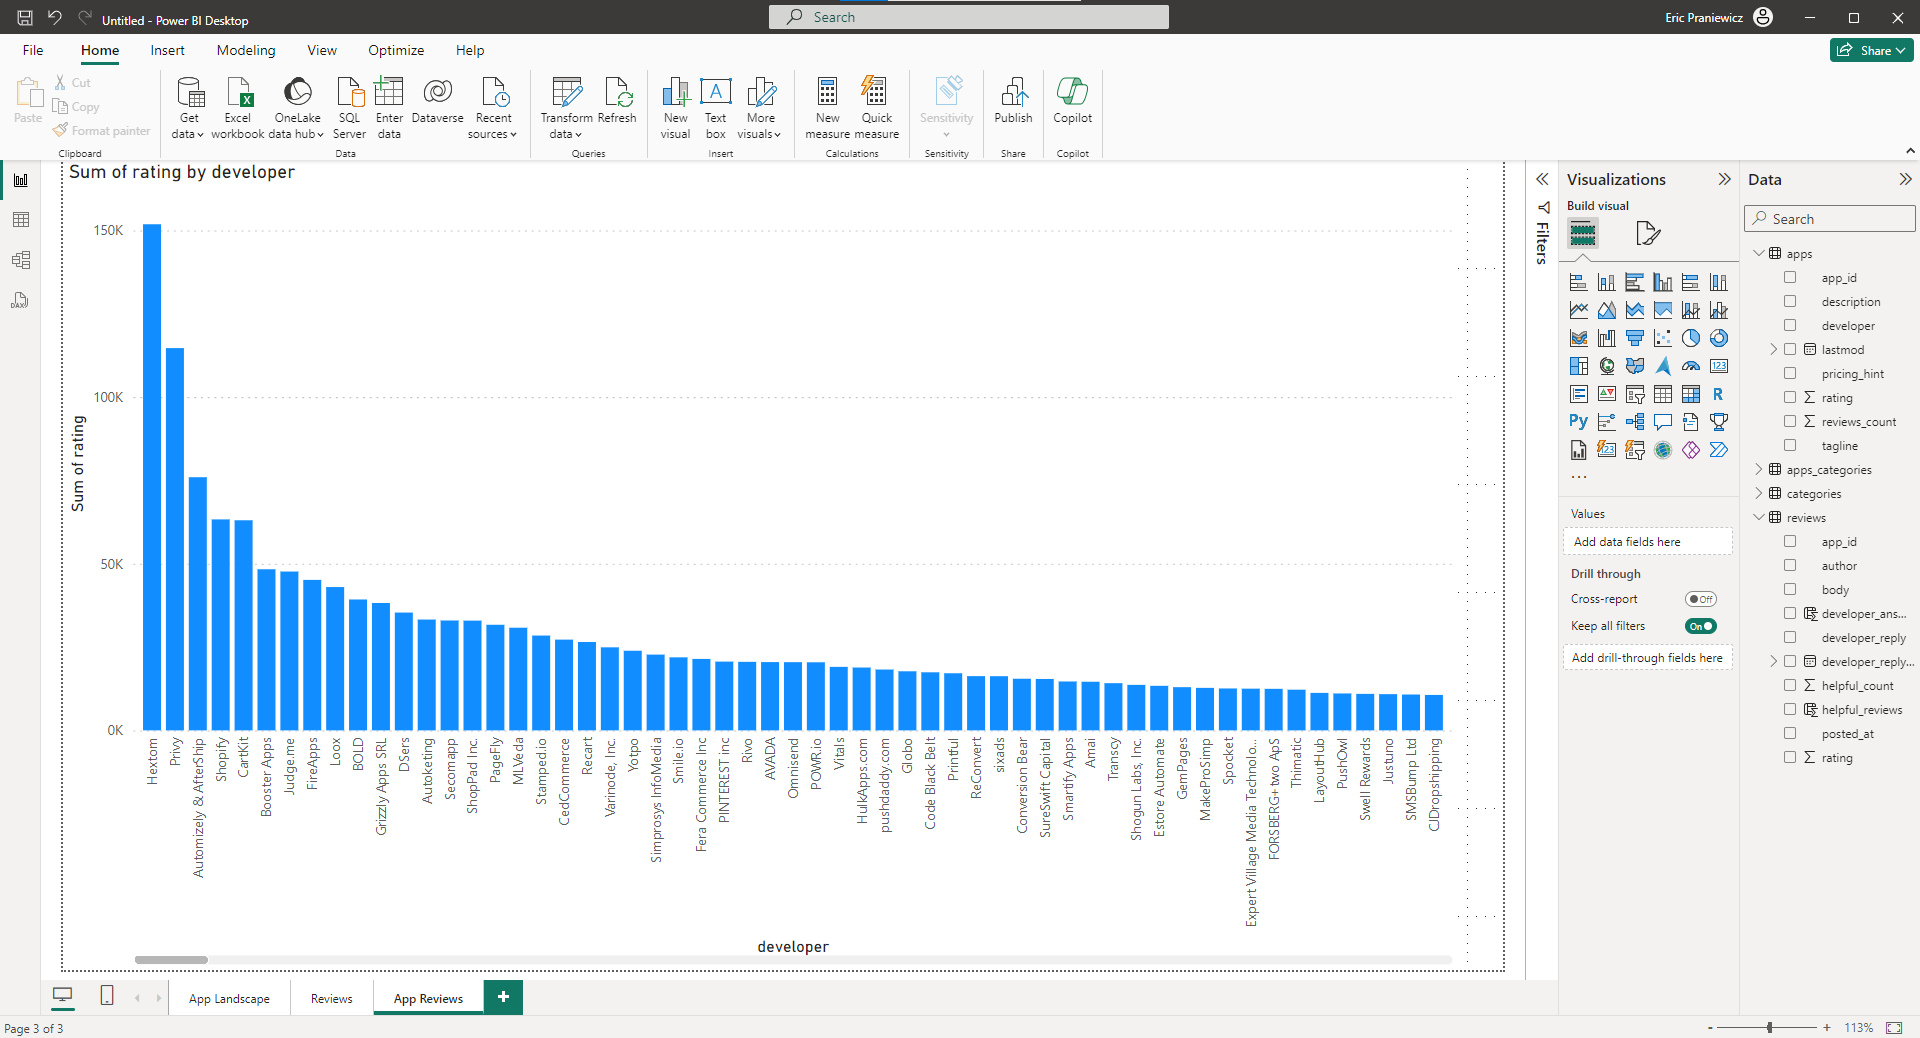 Untitled - Power BI Desktop
Search
Eric Praniewicz
File
Home
Insert
Modeling
View
Optimize
Help
Share
Paste
Cut
Copy
Format painter
Clipboard
Get data
Excel workbook
OneLake data hub
SQL Server
Enter data
Dataverse
Recent sources
Data
Transform data
Refresh
Queries
New visual
A
Text box
More visuals
Insert
New measure
Quick measure
Calculations
Sensitivity
Sensitivity
Publish
Share
Copilot
Copilot
DAX
Sum of rating by developer
150K
100K
50K
0K
Sum of rating
Hextom
Privy
Automizely & AfterShip
Shopify
CartKit
Booster Apps
Judge.me
FireApps
Loox
BOLD
Grizzly Apps SRL
DSers
Autoketing
Secomapp
ShopPad Inc.
PageFly
MLVeda
Stamped.io
CedCommerce
Recart
Varinode, Inc.
Yotpo
Simprosys InfoMedia
Smile.io
Fera Commerce Inc
PINTEREST inc
Rivo
AVADA
Omnisend
POWR.io
Vitals
HulkApps.com
pushdaddy.com
Globo
Code Black Belt
Printful
ReConvert
sixads
Conversion Bear
SureSwift Capital
Smartify Apps
Amai
Transcy
Shogun Labs, Inc.
Estore Automate
GemPages
MakeProSimp
Spocket
Expert Village Media Technolo...
FORSBERG+two ApS
Thimatic
LayoutHub
PushOwl
Swell Rewards
Justuno
SMSBump Ltd
CJDropshipping
developer
Filters
Visualizations
Build visual
123
R
Py
123
...
Values
Add data fields here
Drill through
Cross-report
Off
Keep all filters
On
Add drill-through fields here
Data
Search
apps
app_id
description
developer
lastmod
pricing_hint
rating
reviews_count
tagline
apps_categories
categories
reviews
app_id
author
body
developer_ans...
developer_reply
developer_reply...
helpful_count
helpful_reviews
posted_at
rating
App Landscape
Reviews
App Reviews
+
Page 3 of 3
- + 113%